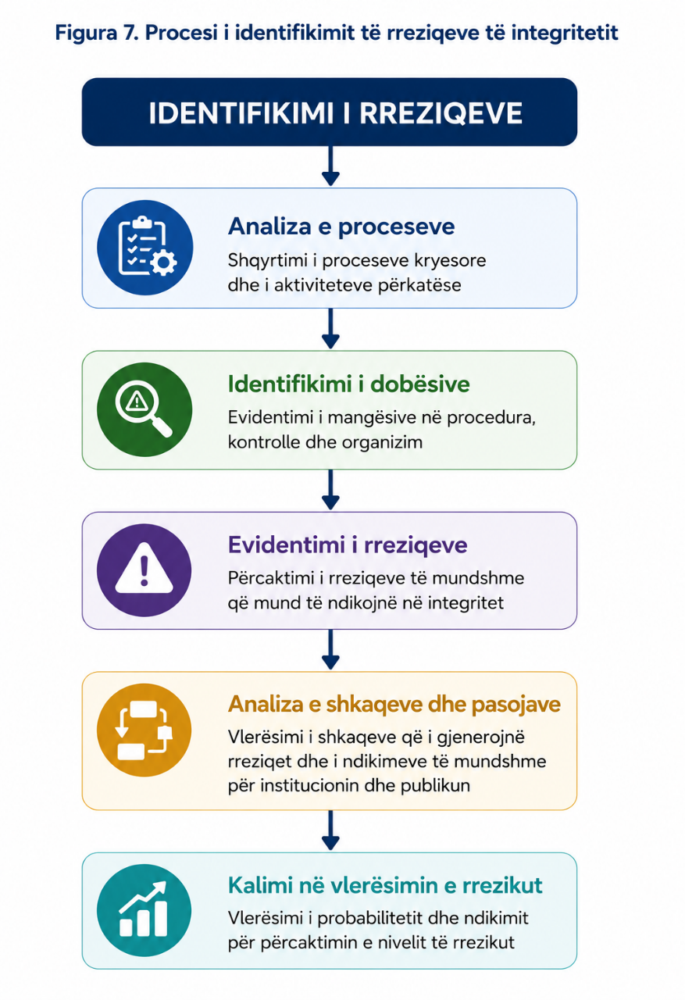 Figura 7. Procesi i identifikimit të rreziqeve të integritetit
IDENTIFIKIMI I RREZIQEVE
Analiza e proceseve
Shqyrtimi i proceseve kryesore
dhe i aktiviteteve përkatëse
Identifikimi i dobësive
Evidentimi i mangësive në procedura,
kontrolle dhe organizim
Evidentimi i rreziqeve
Përcaktimi i rreziqeve të mundshme
që mund të ndikojnë në integritet
Analiza e shkaqeve dhe pasojave
Vlerësimi i shkaqeve që i gjenerojnë
rreziqet dhe i ndikimeve të mundshme
për institucionin dhe publikun
Kalimi në vlerësimin e rrezikut
Vlerësimi i probabilitetit dhe ndikimit
për përcaktimin e nivelit të rrezikut